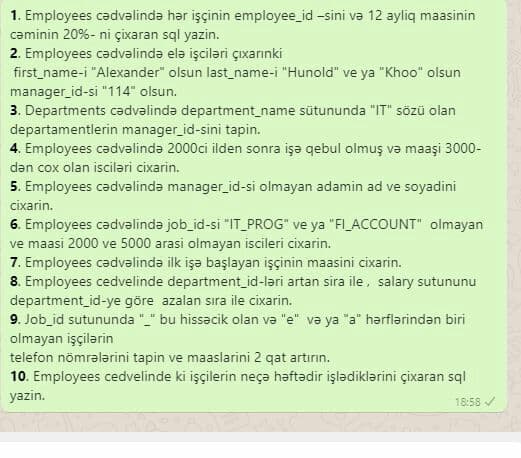 1. Employees cədvəlində hər işçinin employee_id –sini və 12 ayliq maasinin
cəminin 20%- ni çixaran sql yazin.
2. Employees cədvəlində elə işciləri çıxarınki
first_name-i "Alexander" olsun last_name-i "Hunold" ve ya "Khoo" olsun
manager_id-si "114" olsun.
3. Departments cədvəlində department_name sütununda "IT" sözü olan
departamentlerin manager_id-sini tapin.
4. Employees cədvəlində 2000ci ilden sonra işə qebul olmuş və maaşi 3000-
dən cox olan isciləri cixarin.
5. Employees cədvəlində manager_id-si olmayan adamin ad ve soyadini
cixarin.
6. Employees cədvəlində job_id-si "IT_PROG" ve ya "FI_ACCOUNT" olmayan
ve maasi 2000 ve 5000 arasi olmayan iscileri cixarin.
7. Employees cədvəlində ilk işə başlayan işçinin maasini cixarin.
8. Employees cedvelinde department_id-ləri artan sira ilə , salary sutununu
department_id-ye göre azalan sıra ile cixarin.
9. Job_id sutununda "_" bu hissəcik olan və "e" və ya "a" hərflərindən biri
olmayan işçilərin
telefon nömrələrini tapin ve maaslarini 2 qat artırın.
10. Employees cedvelinde ki işçilerin neçə həftədir işlədiklərini çixaran sql
yazin.
18:58